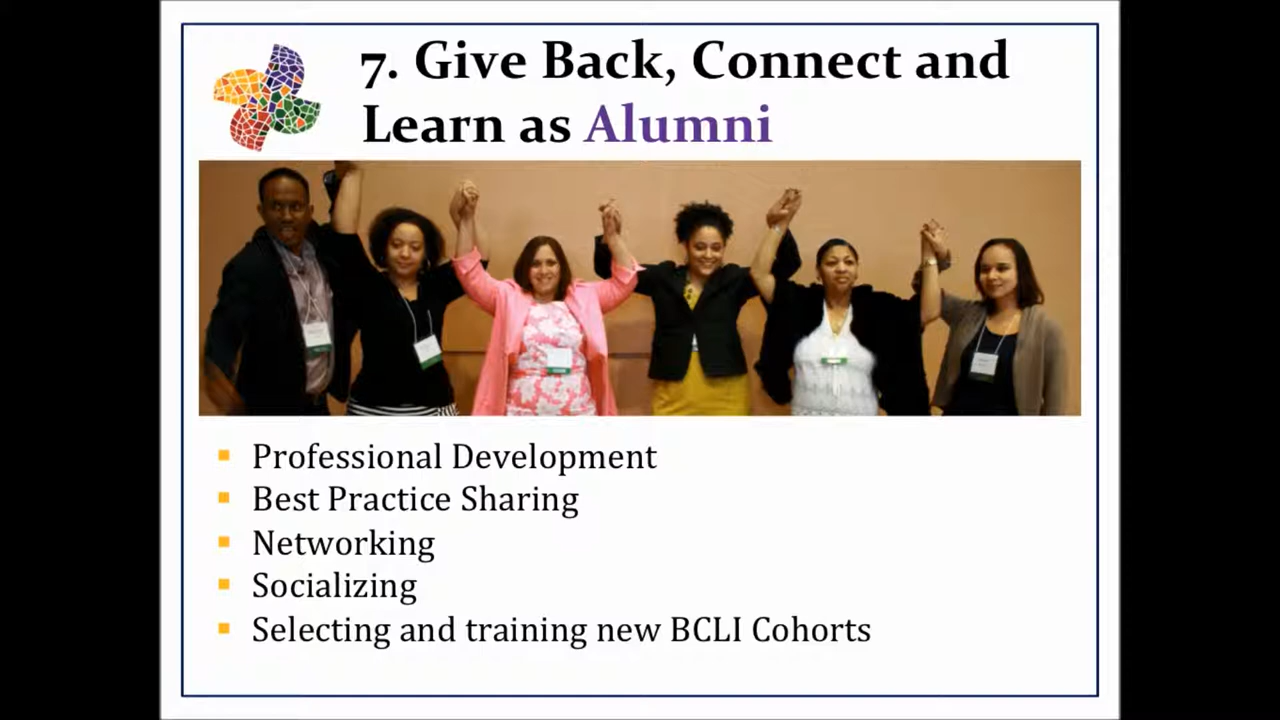 7. Give Back, Connect and
Learn as Alumni
Professional Development
Best Practice Sharing
Networking
Socializing
Selecting and training new BCLI Cohorts